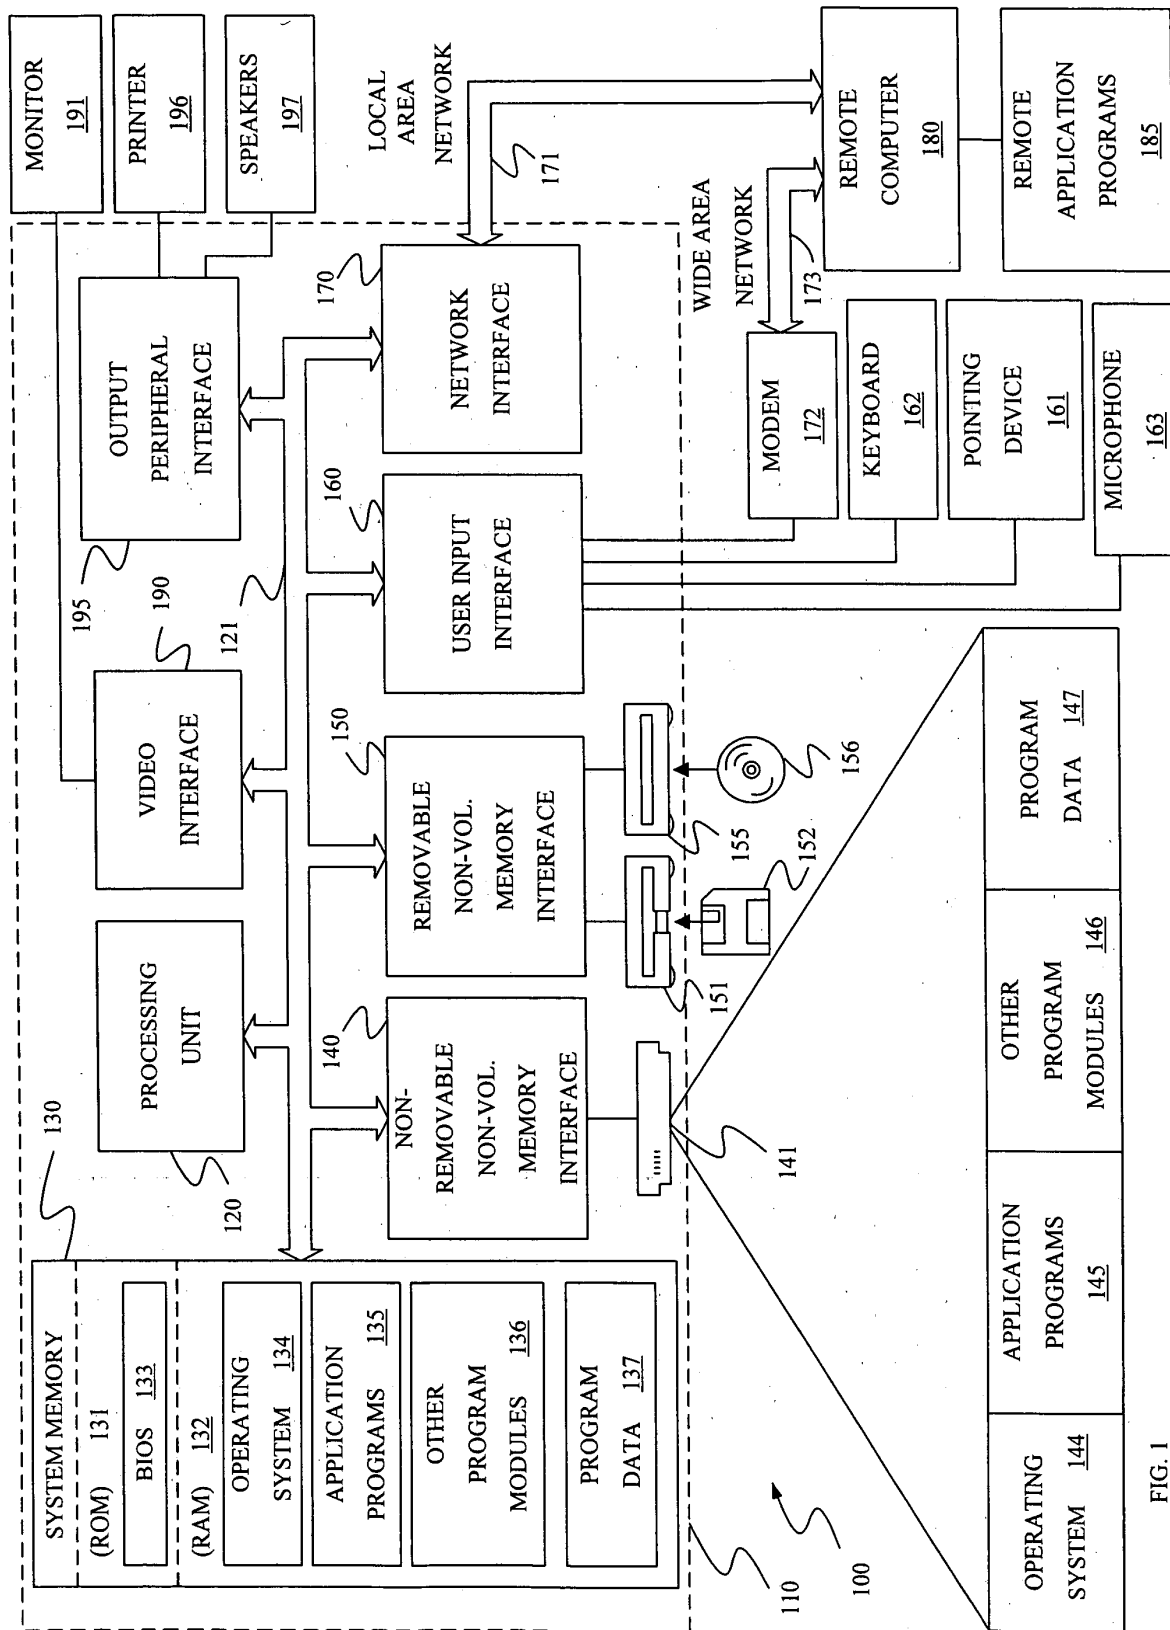 SYSTEM MEMORY
130
(ROM) 131
BIOS 133
(RAM) 132
OPERATING
SYSTEM 134
APPLICATION
PROGRAMS 135
OTHER
PROGRAM
MODULES 136
PROGRAM
DATA 137
PROCESSING
UNIT
120
VIDEO
INTERFACE
190
121
OUTPUT
PERIPHERAL
INTERFACE
195
MONITOR
191
PRINTER
196
SPEAKERS
197
NON-
REMOVABLE
NON-VOL.
MEMORY
INTERFACE
140
REMOVABLE
NON-VOL.
MEMORY
INTERFACE
150
USER INPUT
INTERFACE
160
NETWORK
INTERFACE
170
LOCAL
AREA
NETWORK
171
141
151
152
155
156
WIDE AREA
NETWORK
173
MODEM
172
KEYBOARD
162
POINTING
DEVICE
161
MICROPHONE
163
REMOTE
COMPUTER
180
REMOTE
APPLICATION
PROGRAMS
185
110
100
OPERATING
SYSTEM 144
APPLICATION
PROGRAMS
145
OTHER
PROGRAM
MODULES 146
PROGRAM
DATA
147
FIG. 1